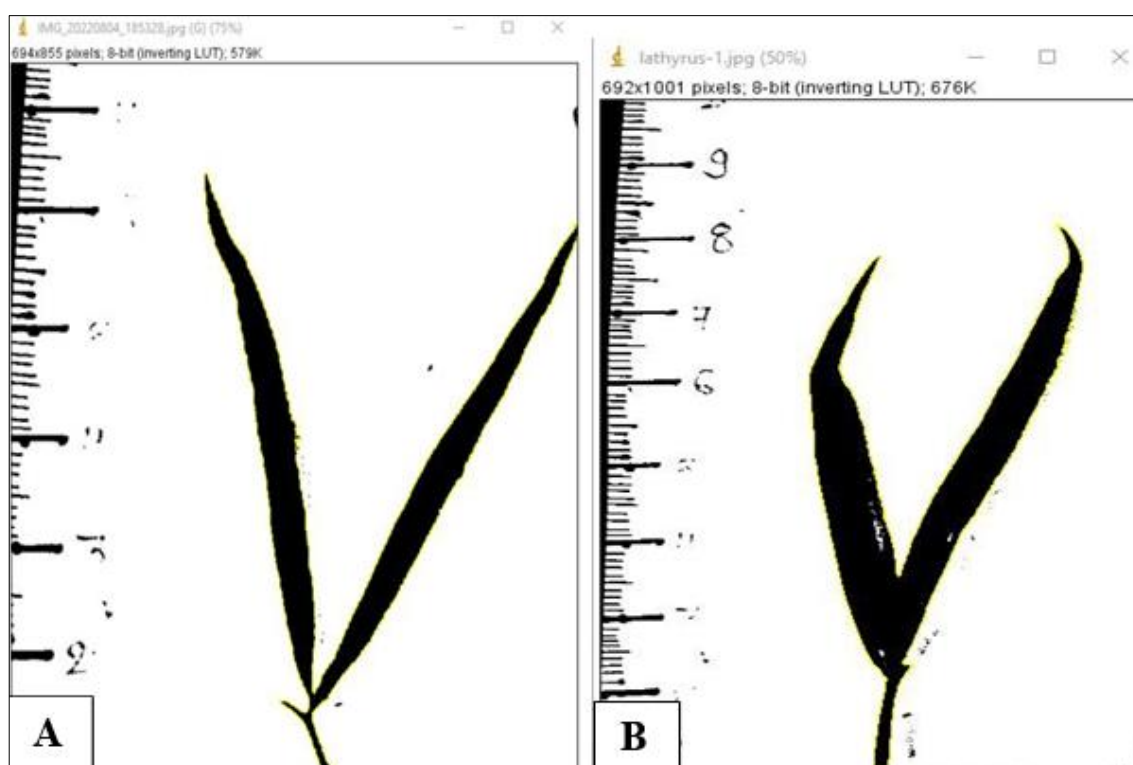 IMG_20220804_185328.jpg (G) (75%)
694x855 pixels; 8-bit (inverting LUT); 579K
2
A
lathyrus-1.jpg (50%)
692x1001 pixels; 8-bit (inverting LUT); 676K
9
8
7
6
B